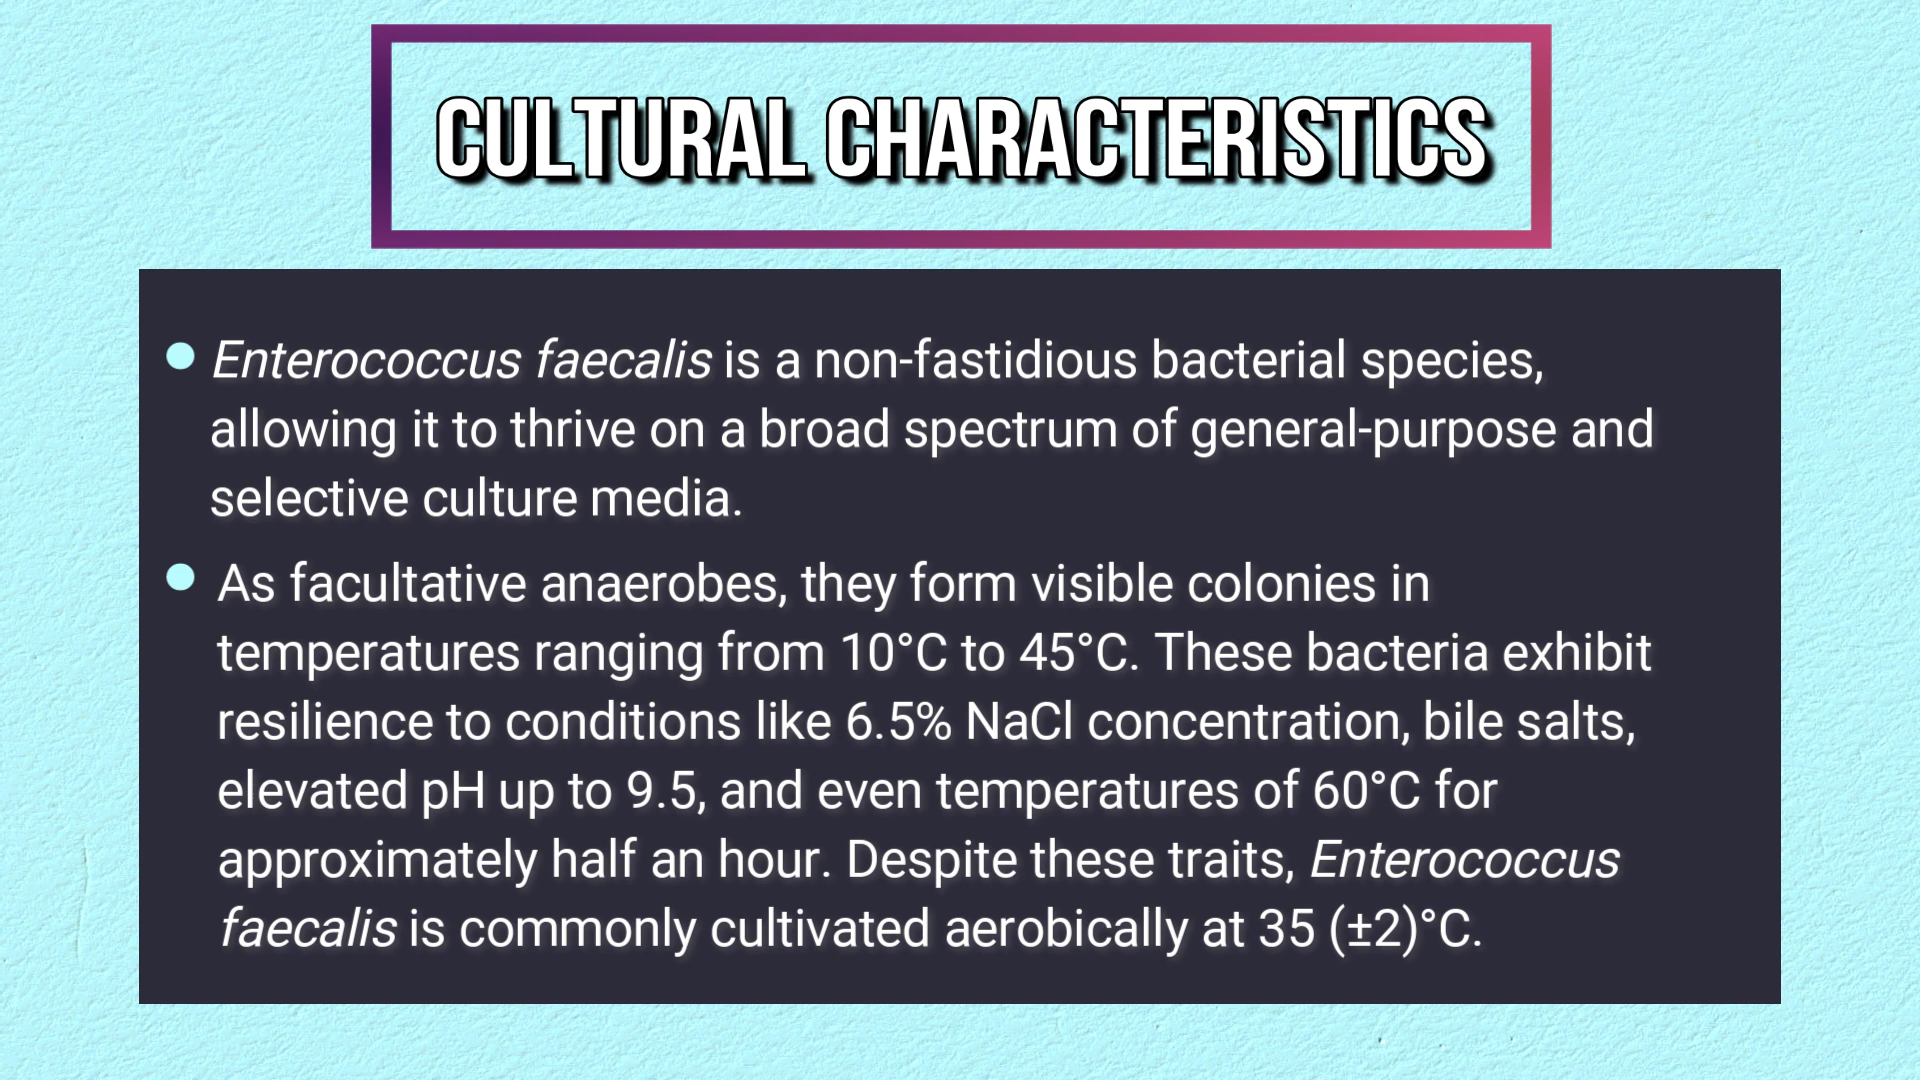 CULTURAL CHARACTERISTICS
Enterococcus faecalis is a non-fastidious bacterial species,
allowing it to thrive on a broad spectrum of general-purpose and
selective culture media.
As facultative anaerobes, they form visible colonies in
temperatures ranging from 10°C to 45°C. These bacteria exhibit
resilience to conditions like 6.5% NaCl concentration, bile salts,
elevated pH up to 9.5, and even temperatures of 60°C for
approximately half an hour. Despite these traits, Enterococcus
faecalis is commonly cultivated aerobically at 35 (±2)°C.